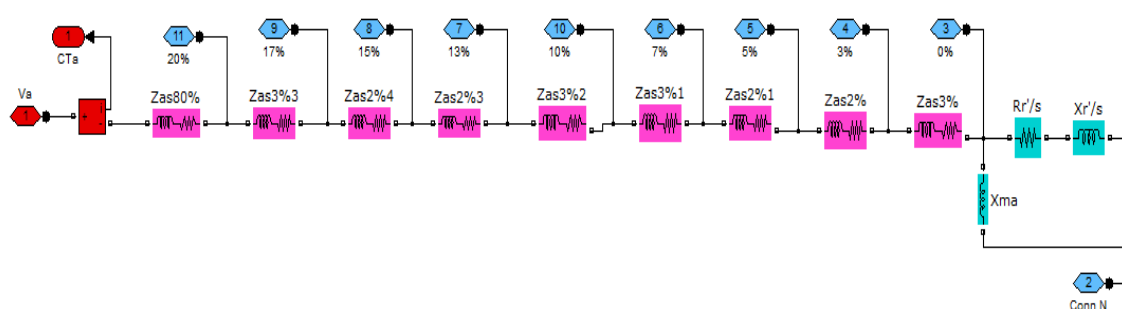 1
CTa
11
20%
9
17%
8
15%
7
13%
10
10%
6
7%
5
5%
4
3%
3
0%
Va
1
Zas80%
Zas3%3
Zas2%4
Zas2%3
Zas3%2
Zas3%1
Zas2%1
Zas2%
Zas3%
Rr'/s
Xr'/s
Xma
2
Conn N